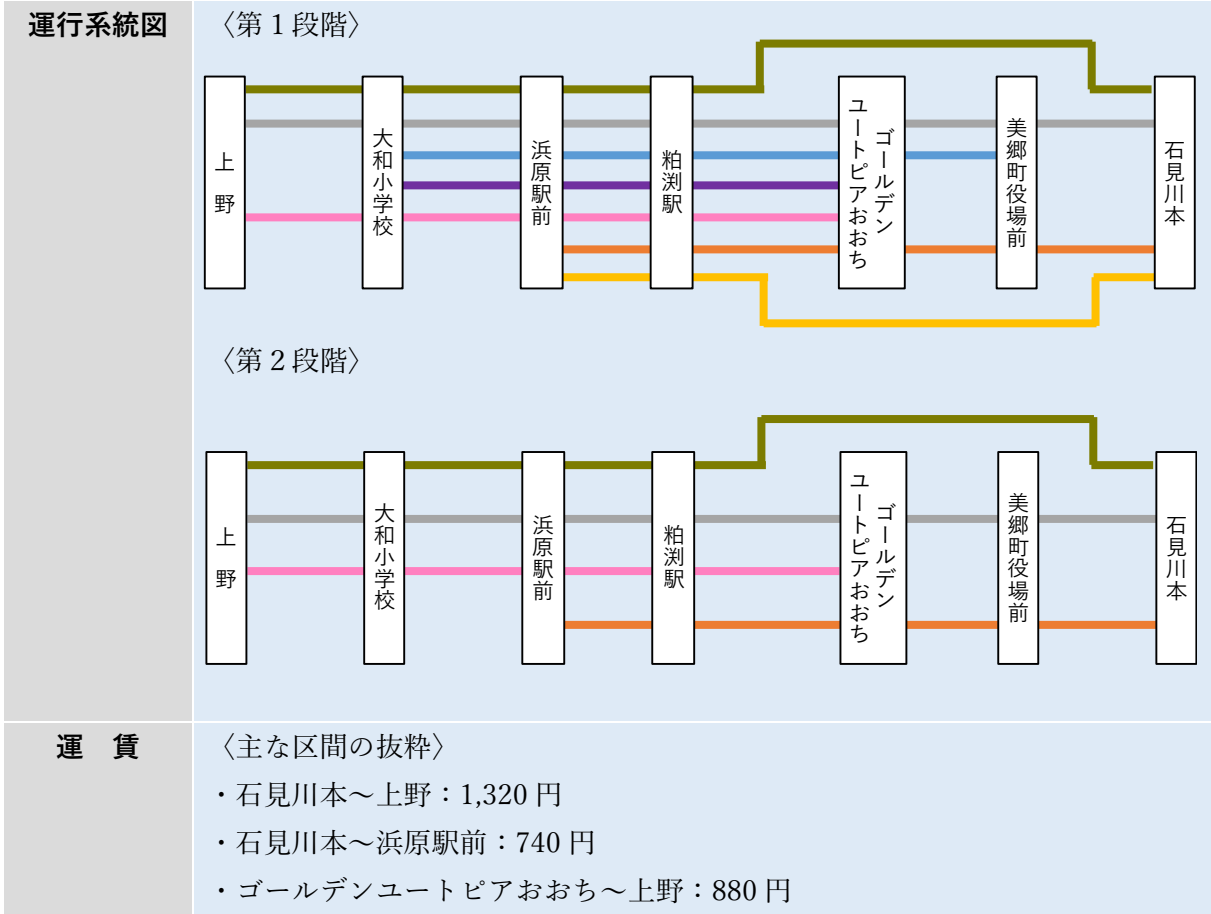 運行系統図
〈第１段階〉
上野
大和小学校
浜原駅前
粕渕駅
ゴールデン
ユートピアおおち
美郷町役場前
石見川本
〈第２段階〉
上野
大和小学校
浜原駅前
粕渕駅
ゴールデン
ユートピアおおち
美郷町役場前
石見川本
運　賃
〈主な区間の抜粋〉
・石見川本～上野：1,320 円
・石見川本～浜原駅前：740 円
・ゴールデンユートピアおおち～上野：880 円